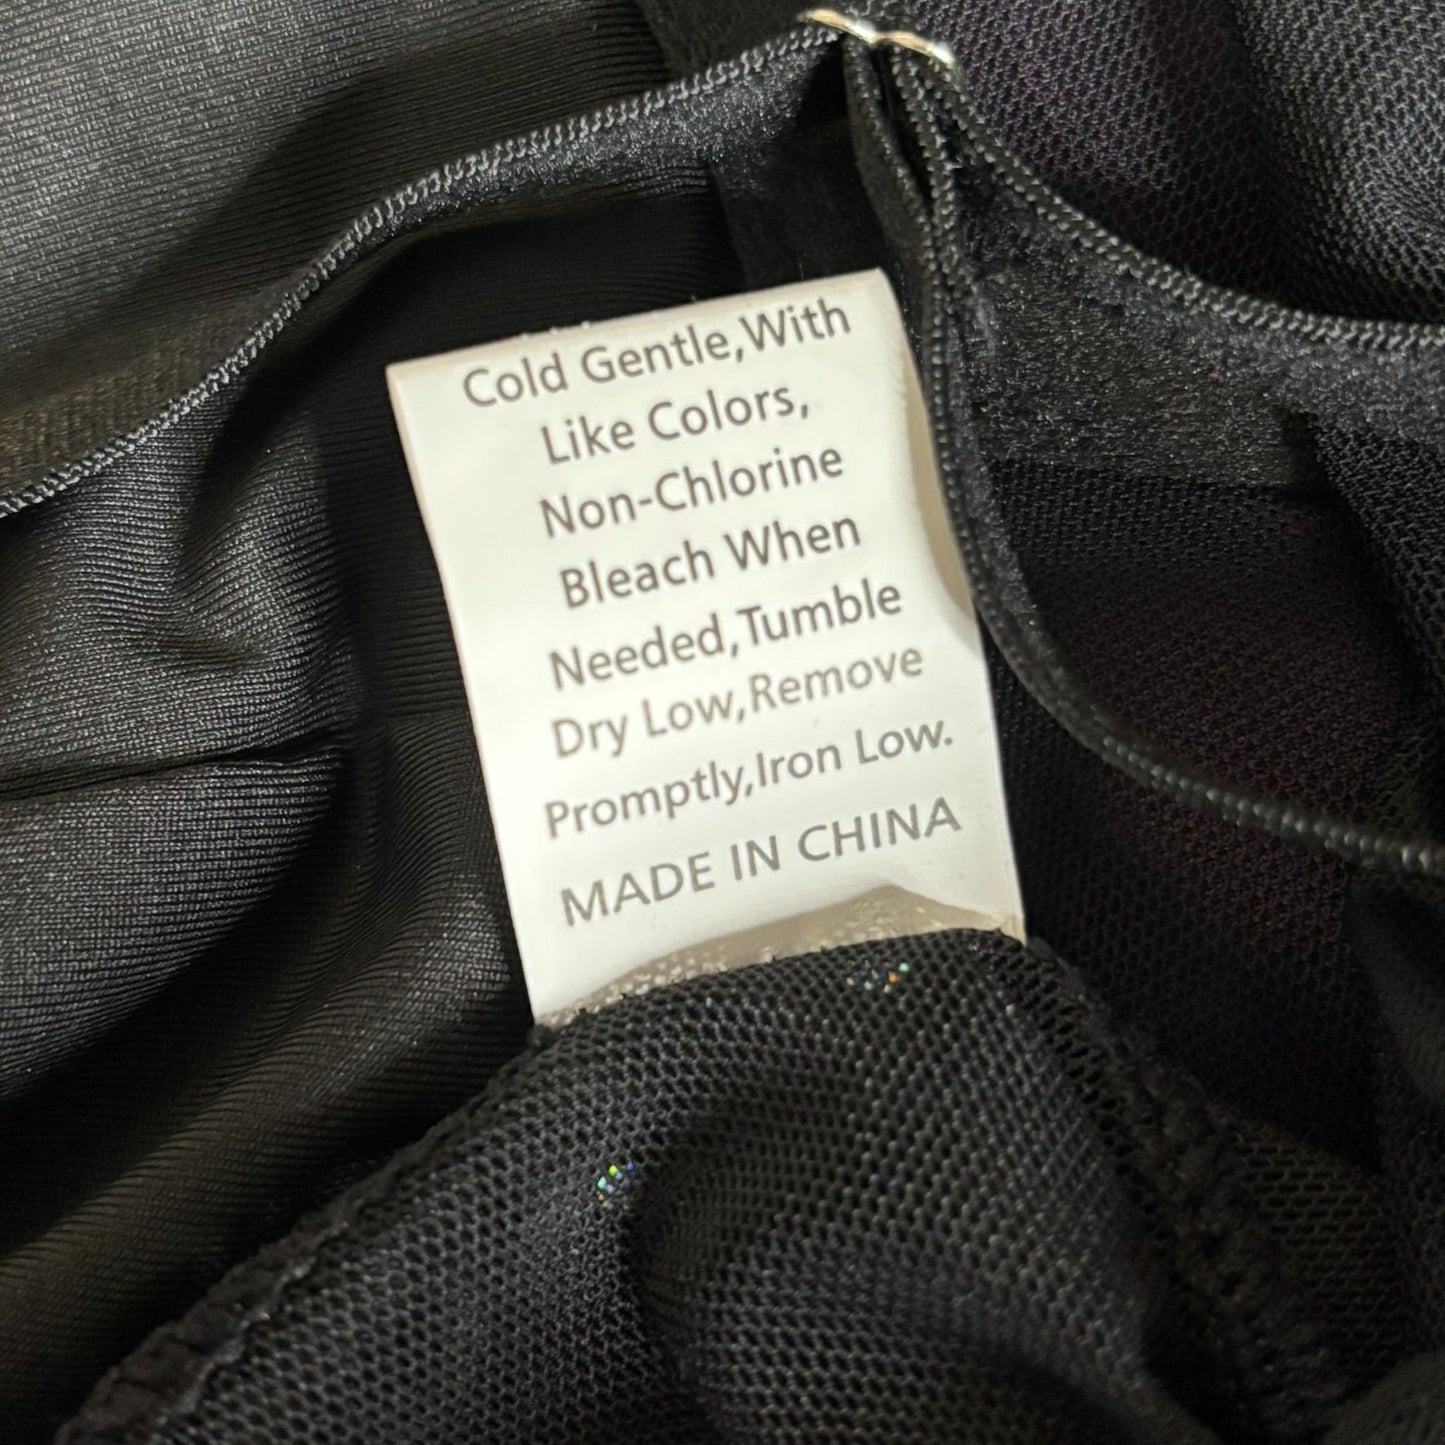 Cold Gentle,With
Like Colors,
Non-Chlorine
Bleach When
Needed,Tumble
Dry Low,Remove
Promptly,Iron Low.
MADE IN CHINA